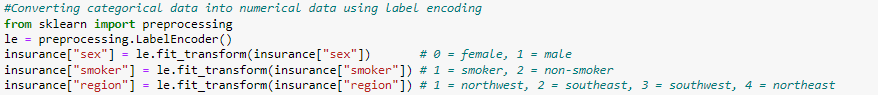 #Converting categorical data into numerical data using label encoding
from sklearn import preprocessing
le = preprocessing.LabelEncoder()
insurance["sex"] = le.fit_transform(insurance["sex"]) # 0 = female, 1 = male
insurance["smoker"] = le.fit_transform(insurance["smoker"]) # 1 = smoker, 2 = non-smoker
insurance["region"] = le.fit_transform(insurance["region"]) # 1 = northwest, 2 = southeast, 3 = southwest, 4 = northeast